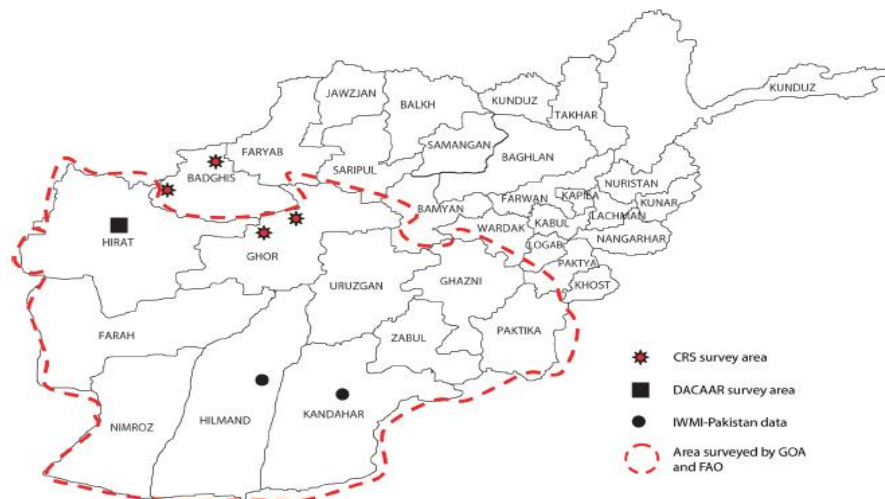 KUNDUZ
JAWZJAN
BALKH
KUNDUZ
TAKHAR
FARYAB
SAMANGAN
BAGHLAN
SARIPUL
BADGHIS
NURISTAN
BAMYAN
FARWAN
KAPILA
KUNAR
LACHMAN
WARDAK
KABUL
HIRAT
LOGAB
NANGARHAR
GHOR
PAKTYA
URUZGAN
GHAZNI
KHOST
FARAH
ZABUL
PAKTIKA
NIMROZ
HILMAND
KANDAHAR
CRS survey area
DACAAR survey area
IWMI-Pakistan data
Area surveyed by GOA
and FAO